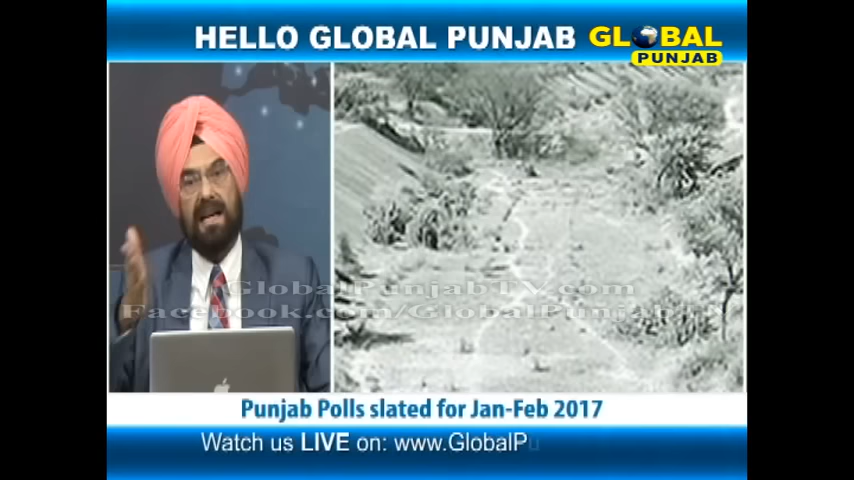 HELLO GLOBAL PUNJAB
GLOBAL
PUNJAB
GlobalPunjabTV.com
Facebook.com/GlobalPunjabTV
Punjab Polls slated for Jan-Feb 2017
Watch us LIVE on: www.GlobalPu